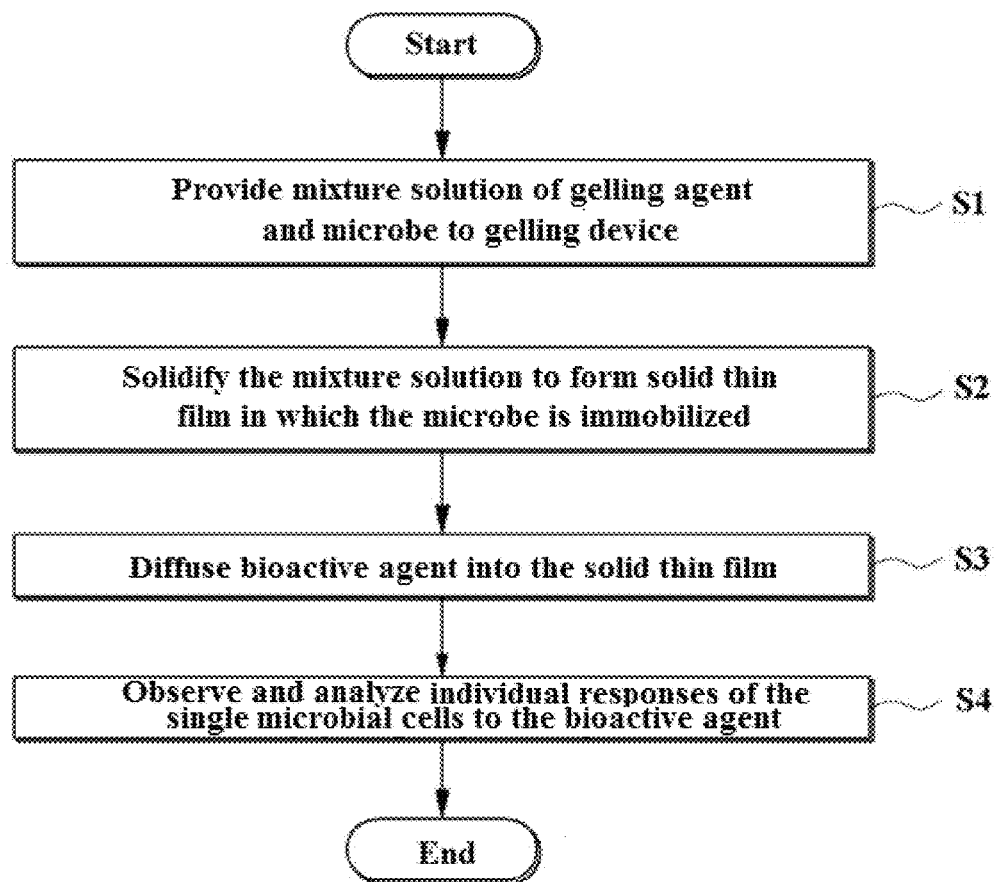 Start
Provide mixture solution of gelling agent
and microbe to gelling device
S1
Solidify the mixture solution to form solid thin
film in which the microbe is immobilized
S2
Diffuse bioactive agent into the solid thin film
S3
Observe and analyze individual responses of the
single microbial cells to the bioactive agent
S4
End